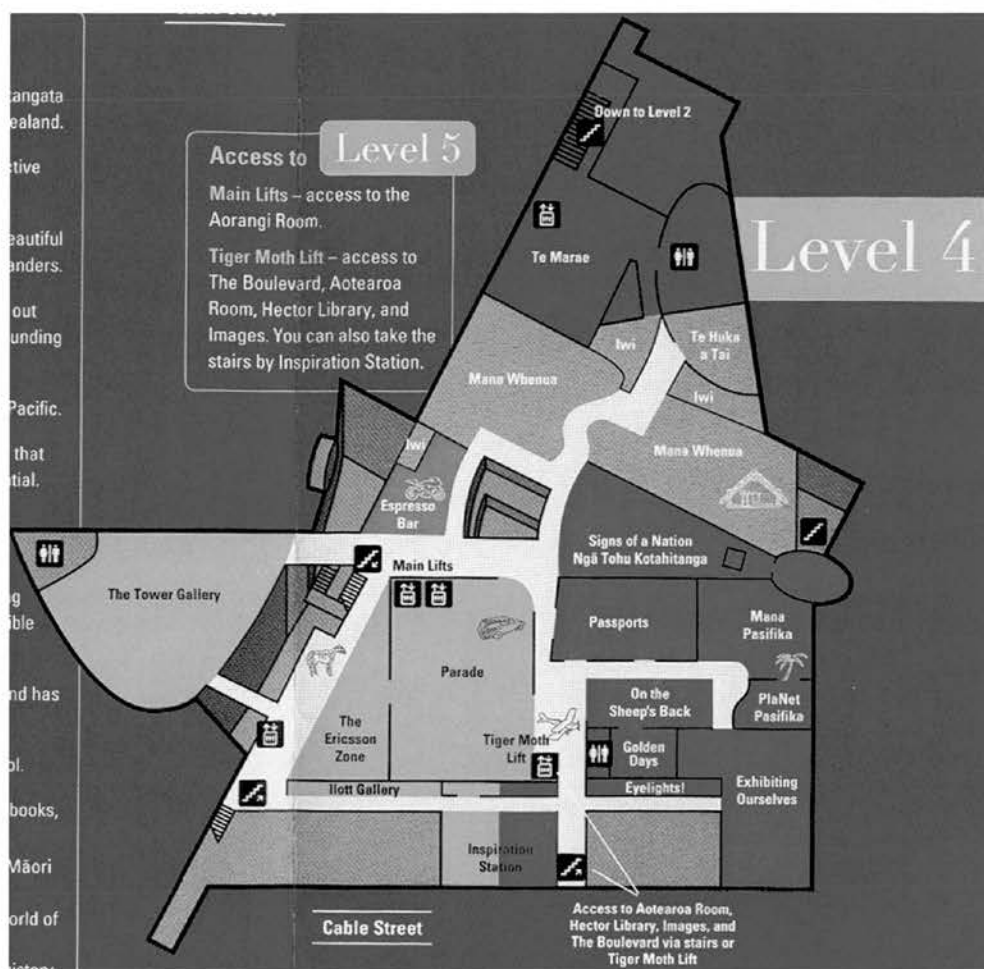 tangata
ealand.
ctive
eautiful
anders.
out
unding
Pacific.
that
tial.
ng
ible
nd has
ol.
books,
Māori
orld of
Access to Level 5
Main Lifts – access to the
Aorangi Room.
Tiger Moth Lift – access to
The Boulevard, Aotearoa
Room, Hector Library, and
Images. You can also take the
stairs by Inspiration Station.
Level 4
Down to Level 2
Te Marae
Iwi
Te Huka
a Tai
Iwi
Mana Whenua
Mana Whenua
Iwi
Espresso
Bar
Signs of a Nation
Ngā Tohu Kotahitanga
Main Lifts
The Tower Gallery
Passports
Mana
Pasifika
Parade
On the
Sheep's Back
PlaNet
Pasifika
The
Ericsson
Zone
Tiger Moth
Lift
Golden
Days
Ilott Gallery
Eyelights!
Exhibiting
Ourselves
Inspiration
Station
Cable Street
Access to Aotearoa Room,
Hector Library, Images, and
The Boulevard via stairs or
Tiger Moth Lift